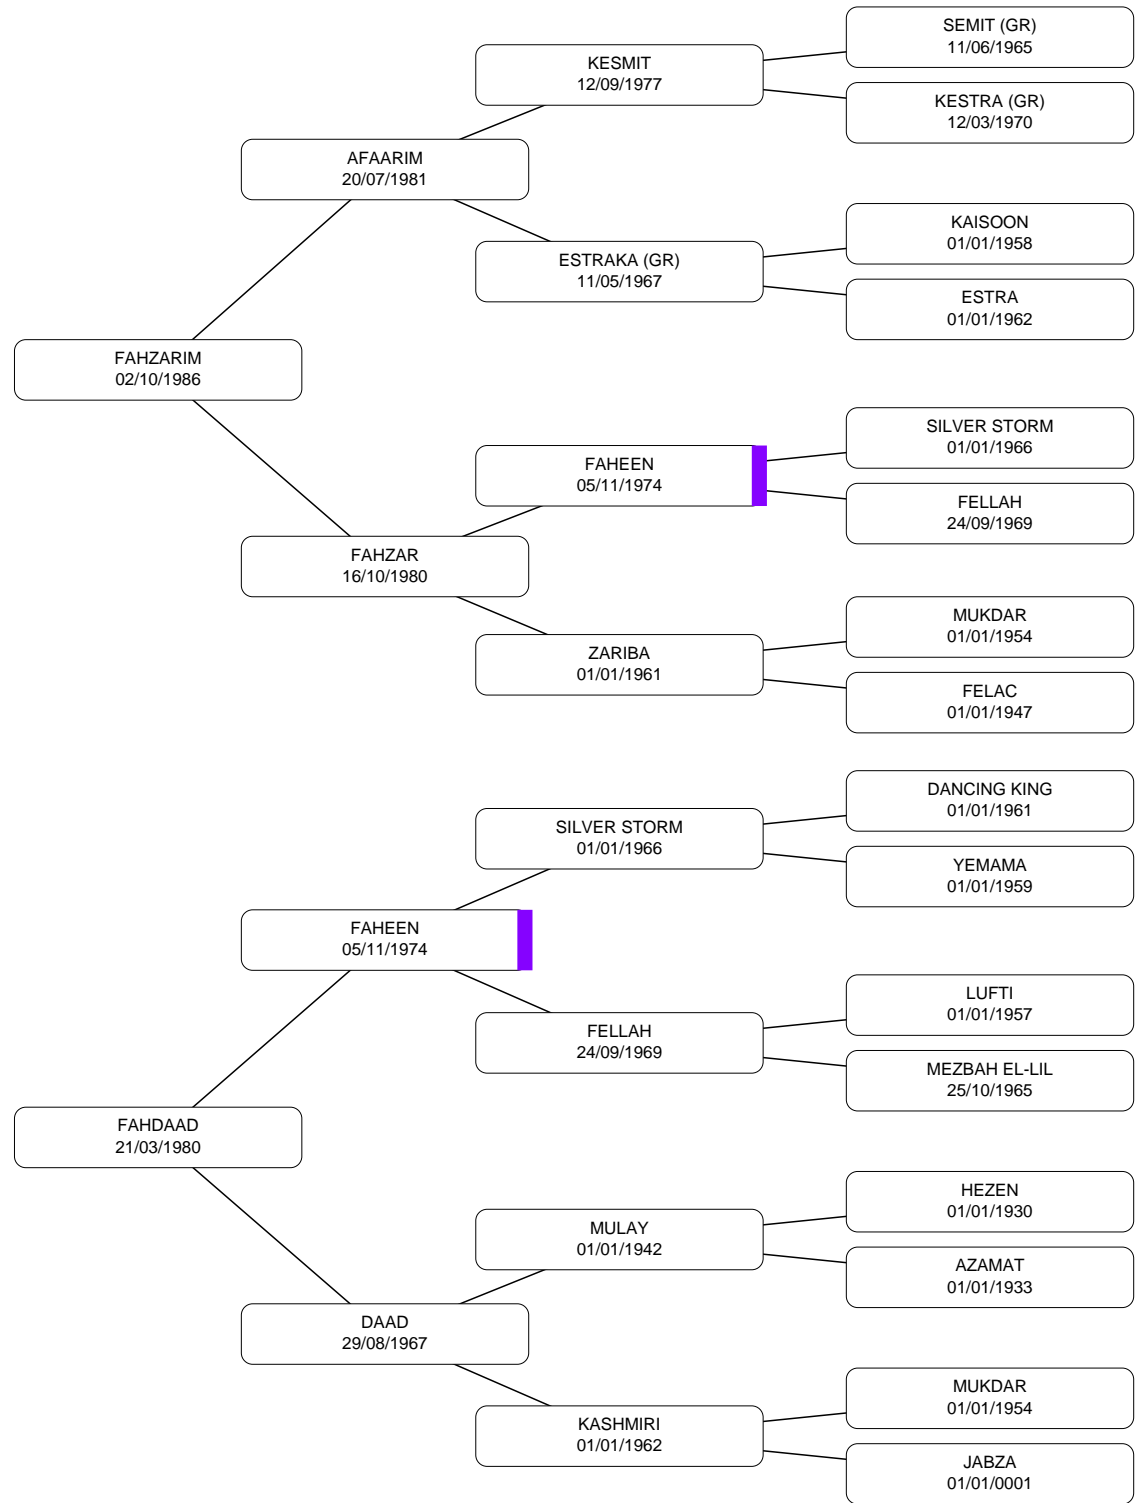 SEMIT (GR)
11/06/1965
KESMIT
12/09/1977
KESTRA (GR)
12/03/1970
AFAARIM
20/07/1981
KAISOON
01/01/1958
ESTRAKA (GR)
11/05/1967
ESTRA
01/01/1962
FAHZARIM
02/10/1986
SILVER STORM
01/01/1966
FAHEEN
05/11/1974
FELLAH
24/09/1969
FAHZAR
16/10/1980
MUKDAR
01/01/1954
ZARIBA
01/01/1961
FELAC
01/01/1947
DANCING KING
01/01/1961
SILVER STORM
01/01/1966
YEMAMA
01/01/1959
FAHEEN
05/11/1974
LUFTI
01/01/1957
FELLAH
24/09/1969
MEZBAH EL-LIL
25/10/1965
FAHDAAD
21/03/1980
HEZEN
01/01/1930
MULAY
01/01/1942
AZAMAT
01/01/1933
DAAD
29/08/1967
MUKDAR
01/01/1954
KASHMIRI
01/01/1962
JABZA
01/01/0001